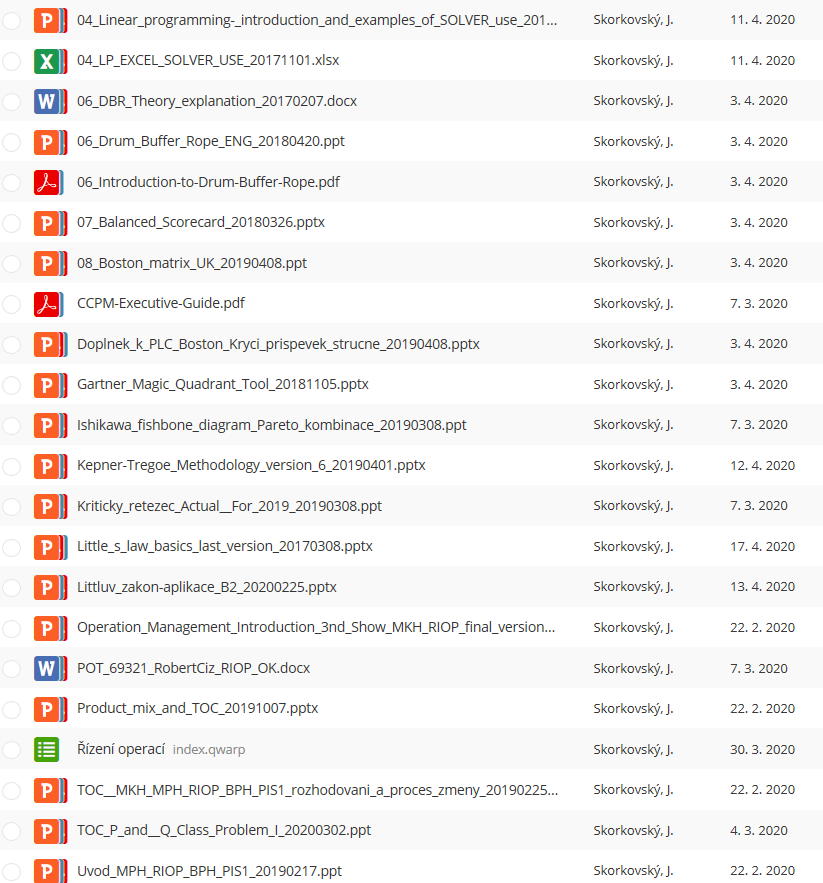 04_Linear_programming-_introduction_and_examples_of_SOLVER_use_201... Skorkovský, J. 11. 4. 2020
04_LP_EXCEL_SOLVER_USE_20171101.xlsx Skorkovský, J. 11. 4. 2020
06_DBR_Theory_explanation_20170207.docx Skorkovský, J. 3. 4. 2020
06_Drum_Buffer_Rope_ENG_20180420.ppt Skorkovský, J. 3. 4. 2020
06_Introduction-to-Drum-Buffer-Rope.pdf Skorkovský, J. 3. 4. 2020
07_Balanced_Scorecard_20180326.pptx Skorkovský, J. 3. 4. 2020
08_Boston_matrix_UK_20190408.ppt Skorkovský, J. 3. 4. 2020
CCPM-Executive-Guide.pdf Skorkovský, J. 7. 3. 2020
Doplnek_k_PLC_Boston_Kryci_prispevek_strucne_20190408.pptx Skorkovský, J. 3. 4. 2020
Gartner_Magic_Quadrant_Tool_20181105.pptx Skorkovský, J. 3. 4. 2020
Ishikawa_fishbone_diagram_Pareto_kombinace_20190308.ppt Skorkovský, J. 7. 3. 2020
Kepner-Tregoe_Methodology_version_6_20190401.pptx Skorkovský, J. 12. 4. 2020
Kriticky_retezec_Actual__For_2019_20190308.ppt Skorkovský, J. 7. 3. 2020
Little_s_law_basics_last_version_20170308.pptx Skorkovský, J. 17. 4. 2020
Littluv_zakon-aplikace_B2_20200225.pptx Skorkovský, J. 13. 4. 2020
Operation_Management_Introduction_3nd_Show_MKH_RIOP_final_version... Skorkovský, J. 22. 2. 2020
POT_69321_RobertCiz_RIOP_OK.docx Skorkovský, J. 7. 3. 2020
Product_mix_and_TOC_20191007.pptx Skorkovský, J. 22. 2. 2020
Řízení operací index.qwarp Skorkovský, J. 30. 3. 2020
TOC__MKH_MPH_RIOP_BPH_PIS1_rozhodovani_a_proces_zmeny_20190225... Skorkovský, J. 22. 2. 2020
TOC_P_and__Q_Class_Problem_I_20200302.ppt Skorkovský, J. 4. 3. 2020
Uvod_MPH_RIOP_BPH_PIS1_20190217.ppt Skorkovský, J. 22. 2. 2020